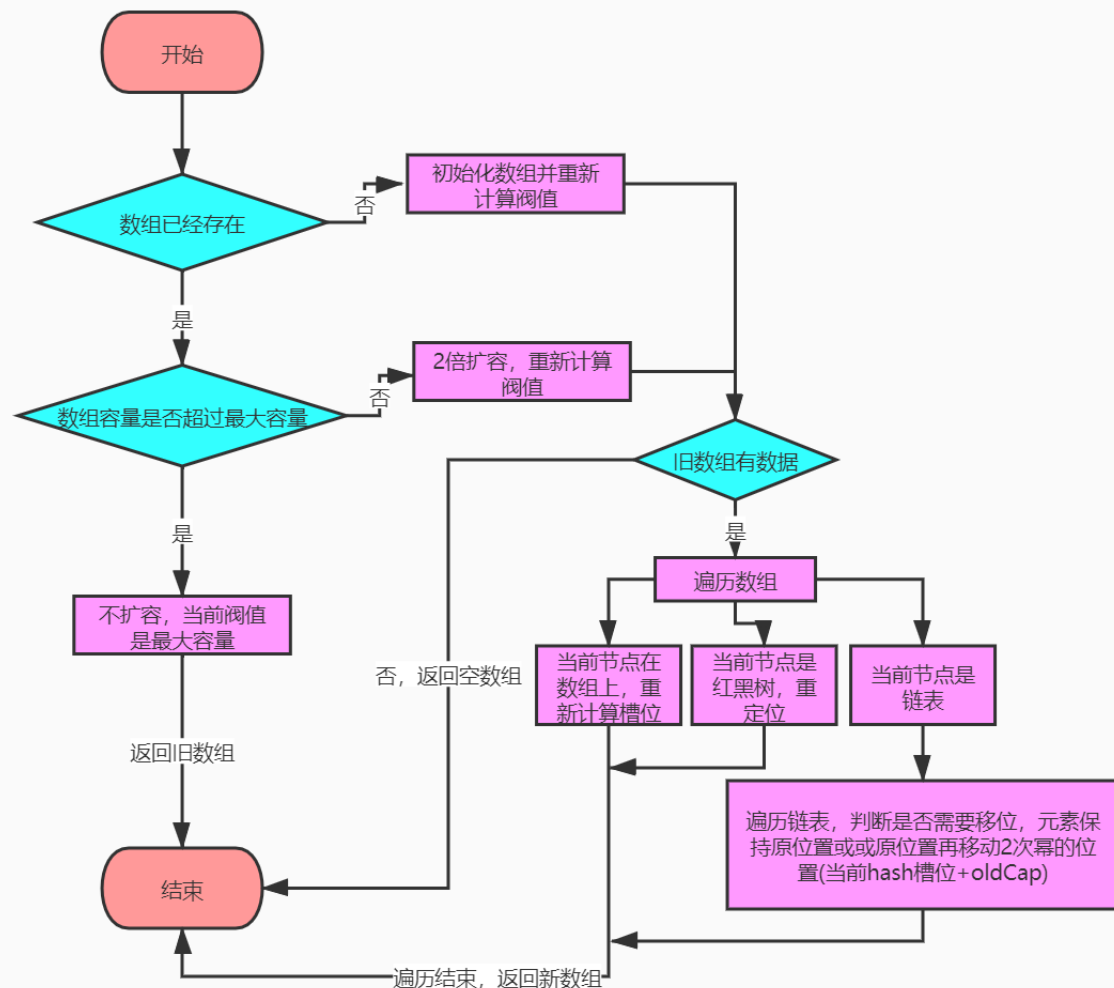 开始
数组已经存在
否
初始化数组并重新
计算阀值
是
数组容量是否超过最大容量
否
2倍扩容，重新计算
阀值
旧数组有数据
是
是
遍历数组
不扩容，当前阀值
是最大容量
否，返回空数组
当前节点在
数组上，重
新计算槽位
当前节点是
红黑树，重
定位
当前节点是
链表
返回旧数组
遍历链表，判断是否需要移位，元素保
持原位置或或原位置再移动2次幂的位
置(当前hash槽位+oldCap)
结束
遍历结束，返回新数组